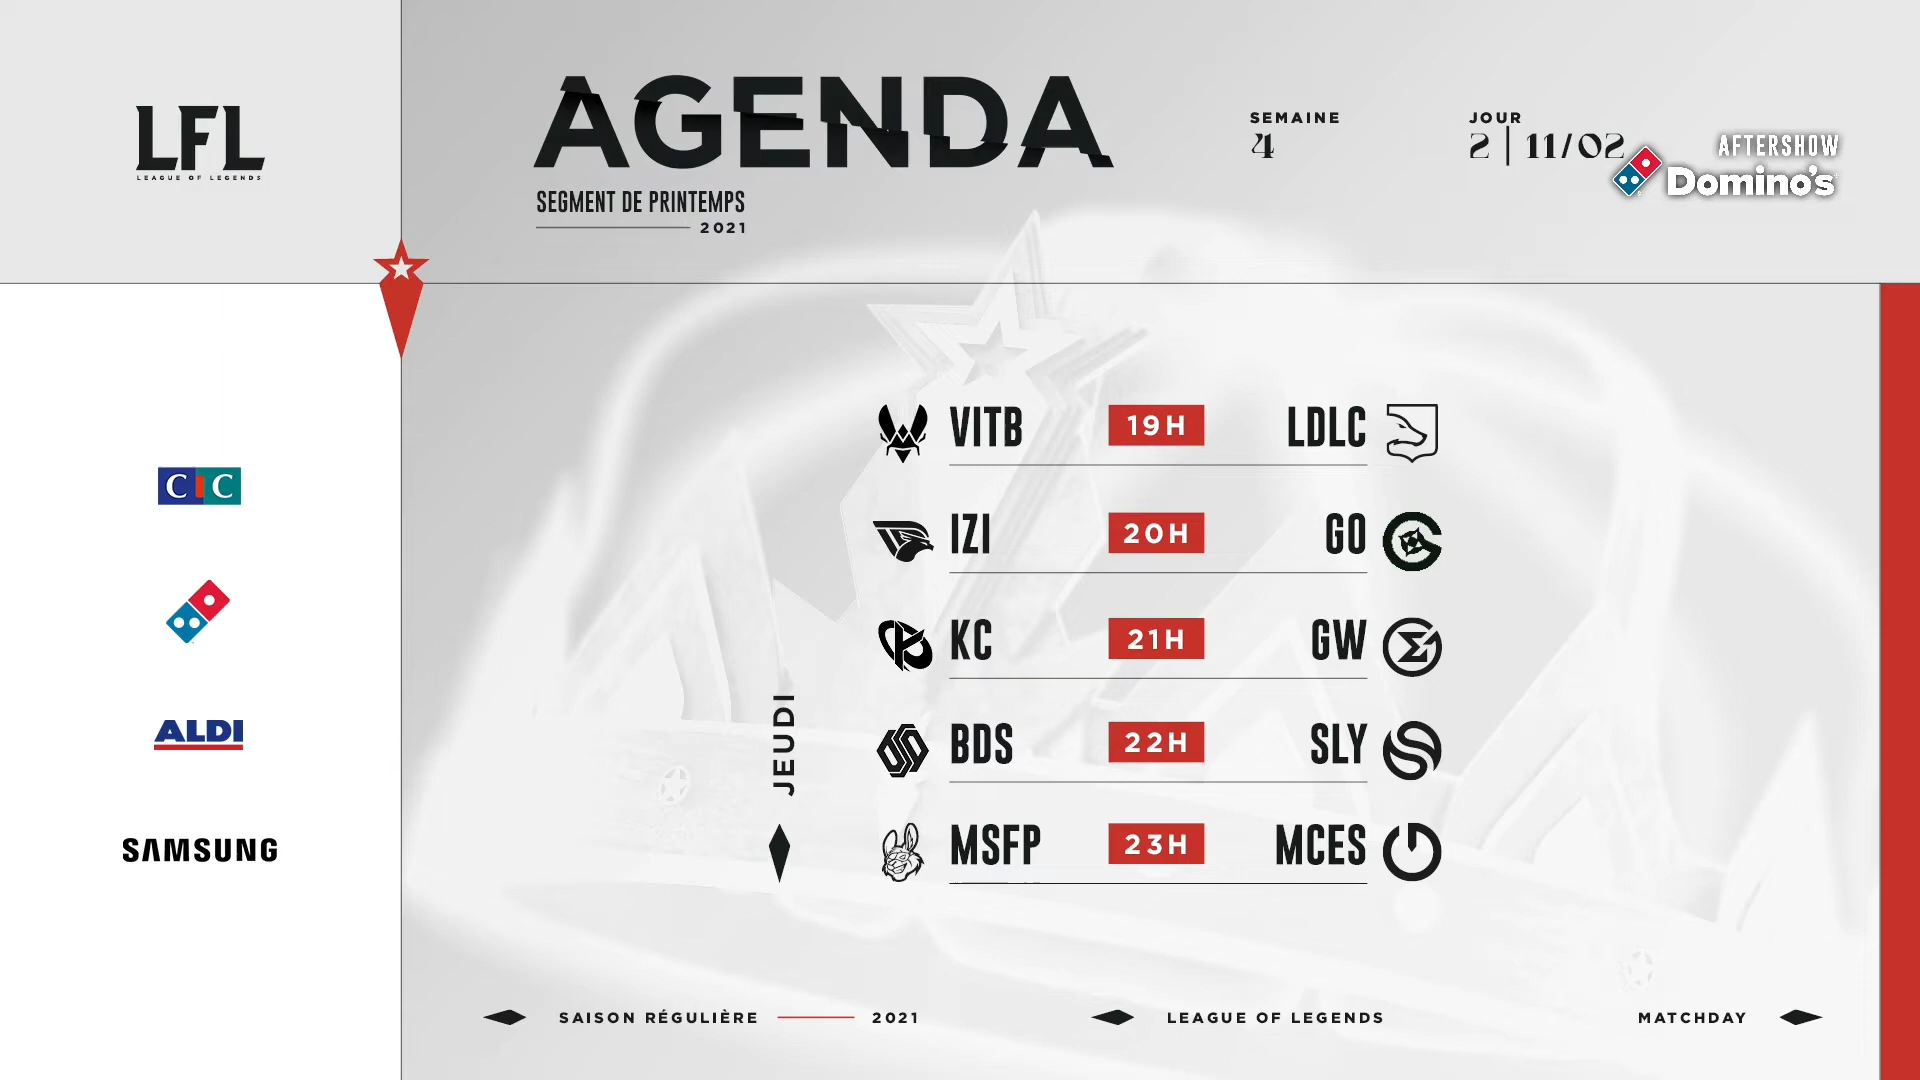 LFL
LEAGUE OF LEGENDS
AGENDA
SEGMENT DE PRINTEMPS
2021
SEMAINE
4
JOUR
2 | 11/02
AFTERSHOW
Domino's
CIC
ALDI
SAMSUNG
JEUDI
VITB 19H LDLC
IZI 20H GO
KC 21H GW
BDS 22H SLY
MSFP 23H MCES
SAISON RÉGULIÈRE 2021 LEAGUE OF LEGENDS MATCHDAY